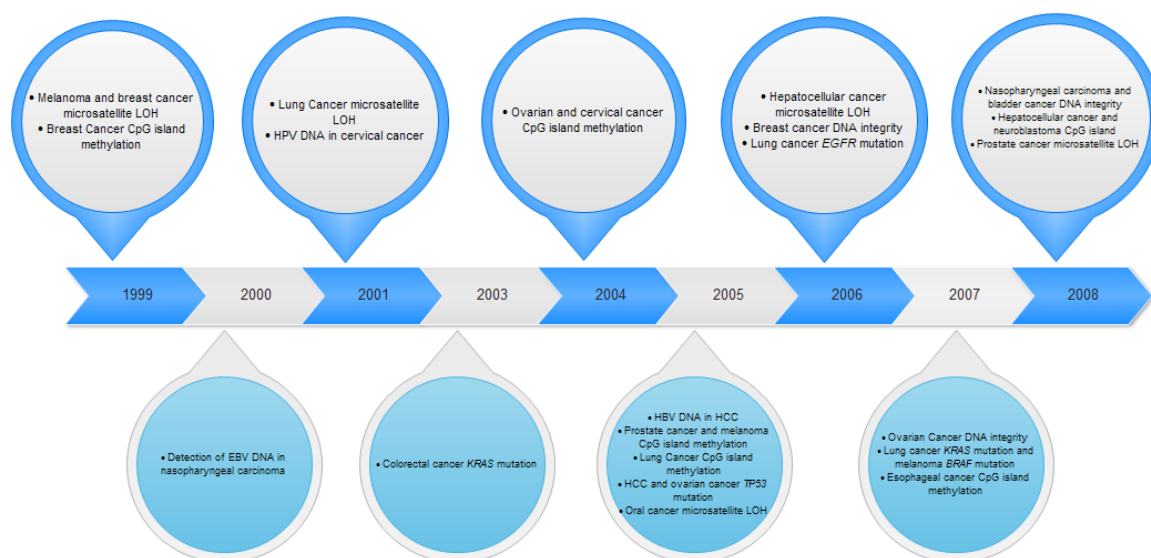 • Melanoma and breast cancer
microsatellite LOH
• Breast Cancer CpG island
methylation
• Lung Cancer microsatellite
LOH
• HPV DNA in cervical cancer
• Ovarian and cervical cancer
CpG island methylation
• Hepatocellular cancer
microsatellite LOH
• Breast cancer DNA integrity
• Lung cancer EGFR mutation
• Nasopharyngeal carcinoma and
bladder cancer DNA integrity
• Hepatocellular cancer and
neuroblastoma CpG island
• Prostate cancer microsatellite LOH
1999
2000
2001
2003
2004
2005
2006
2007
2008
• Detection of EBV DNA in
nasopharyngeal carcinoma
• Colorectal cancer KRAS mutation
• HBV DNA in HCC
• Prostate cancer and melanoma
CpG island methylation
• Lung Cancer CpG island
methylation
• HCC and ovarian cancer TP53
mutation
• Oral cancer microsatellite LOH
• Ovarian Cancer DNA integrity
• Lung cancer KRAS mutation and
melanoma BRAF mutation
• Esophageal cancer CpG island
methylation